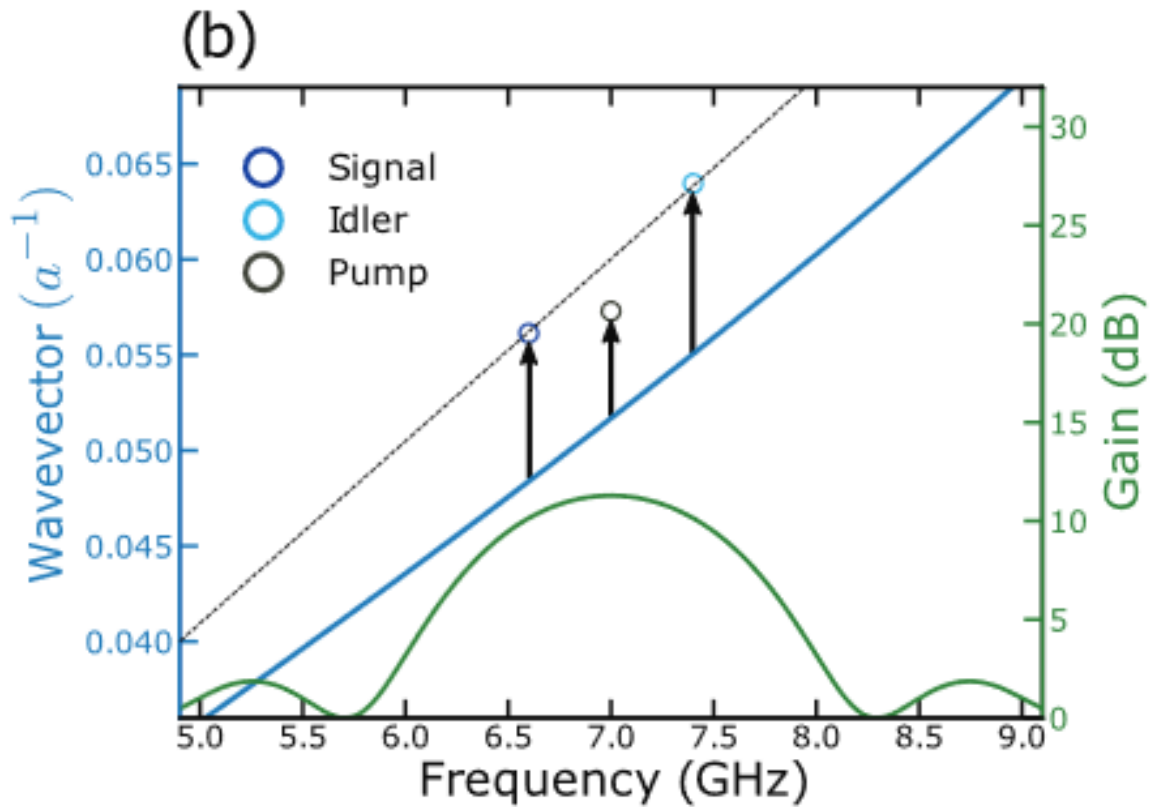 (b)
Signal
Idler
Pump
Wavevector (a⁻¹)
0.065
0.060
0.055
0.050
0.045
0.040
30
25
20
15
10
5
0
Gain (dB)
5.0 5.5 6.0 6.5 7.0 7.5 8.0 8.5 9.0
Frequency (GHz)